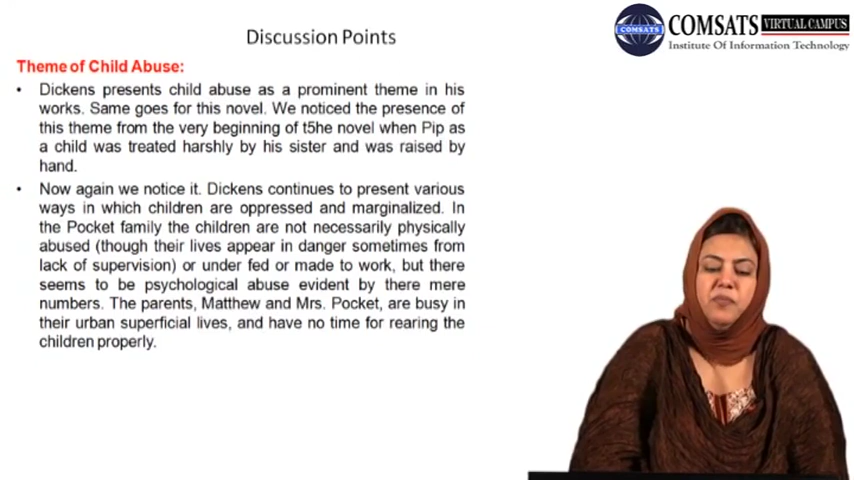 Discussion Points
COMSATS VIRTUAL CAMPUS
Institute Of Information Technology
COMSATS
Theme of Child Abuse:
• Dickens presents child abuse as a prominent theme in his
works. Same goes for this novel. We noticed the presence of
this theme from the very beginning of t5he novel when Pip as
a child was treated harshly by his sister and was raised by
hand.
• Now again we notice it. Dickens continues to present various
ways in which children are oppressed and marginalized. In
the Pocket family the children are not necessarily physically
abused (though their lives appear in danger sometimes from
lack of supervision) or under fed or made to work, but there
seems to be psychological abuse evident by there mere
numbers. The parents, Matthew and Mrs. Pocket, are busy in
their urban superficial lives, and have no time for rearing the
children properly.